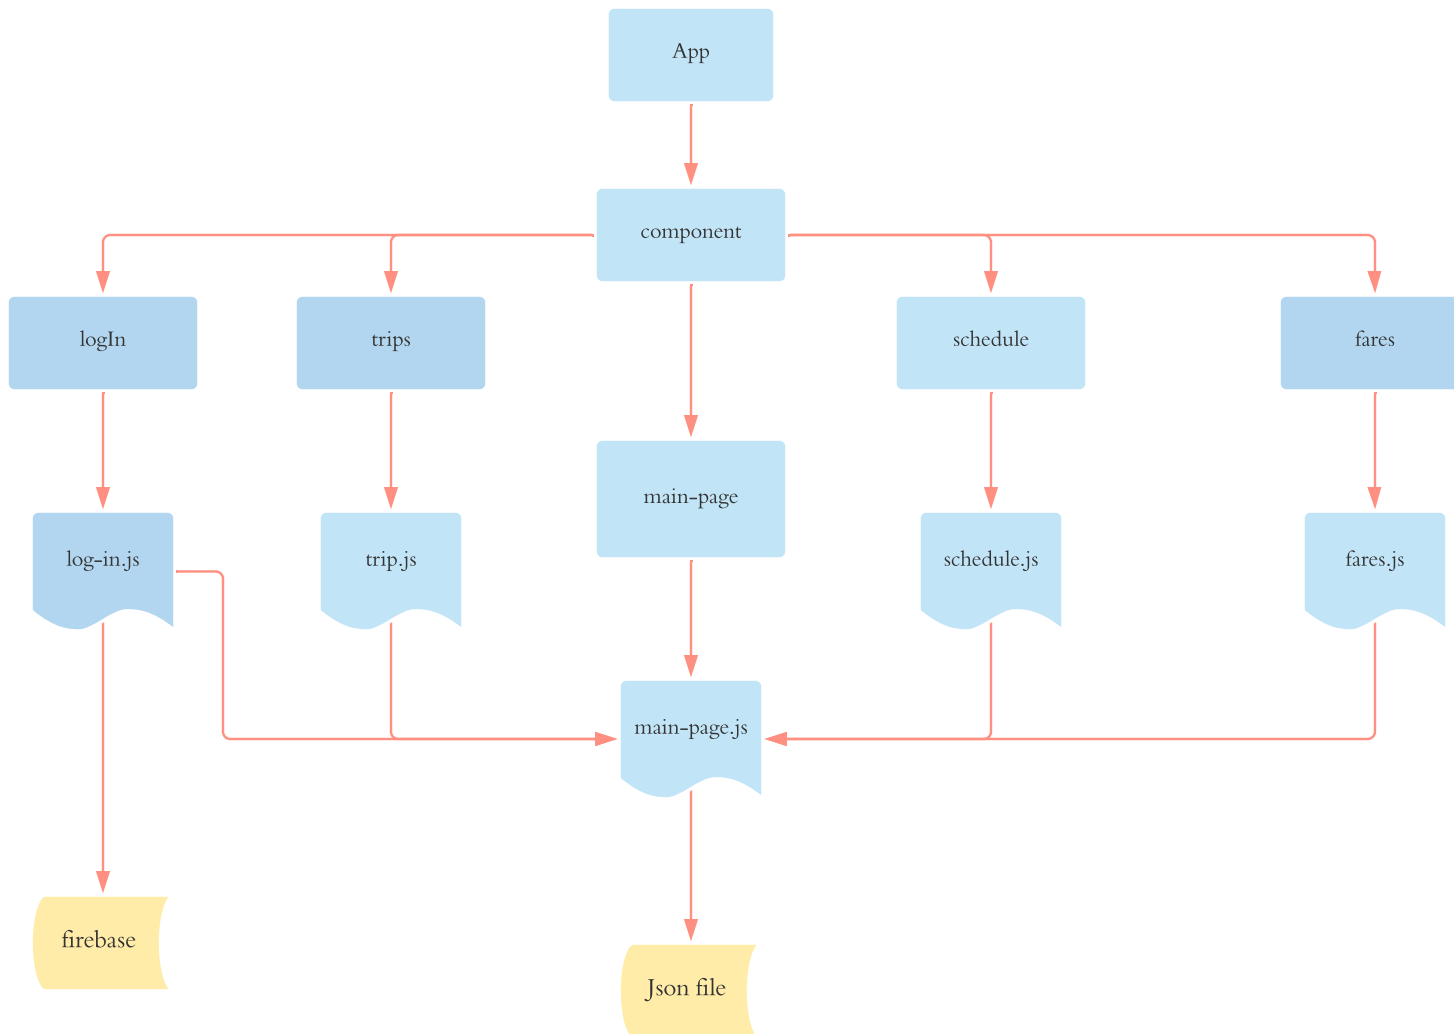 App
component
logIn
trips
schedule
fares
main-page
log-in.js
trip.js
schedule.js
fares.js
main-page.js
firebase
Json file